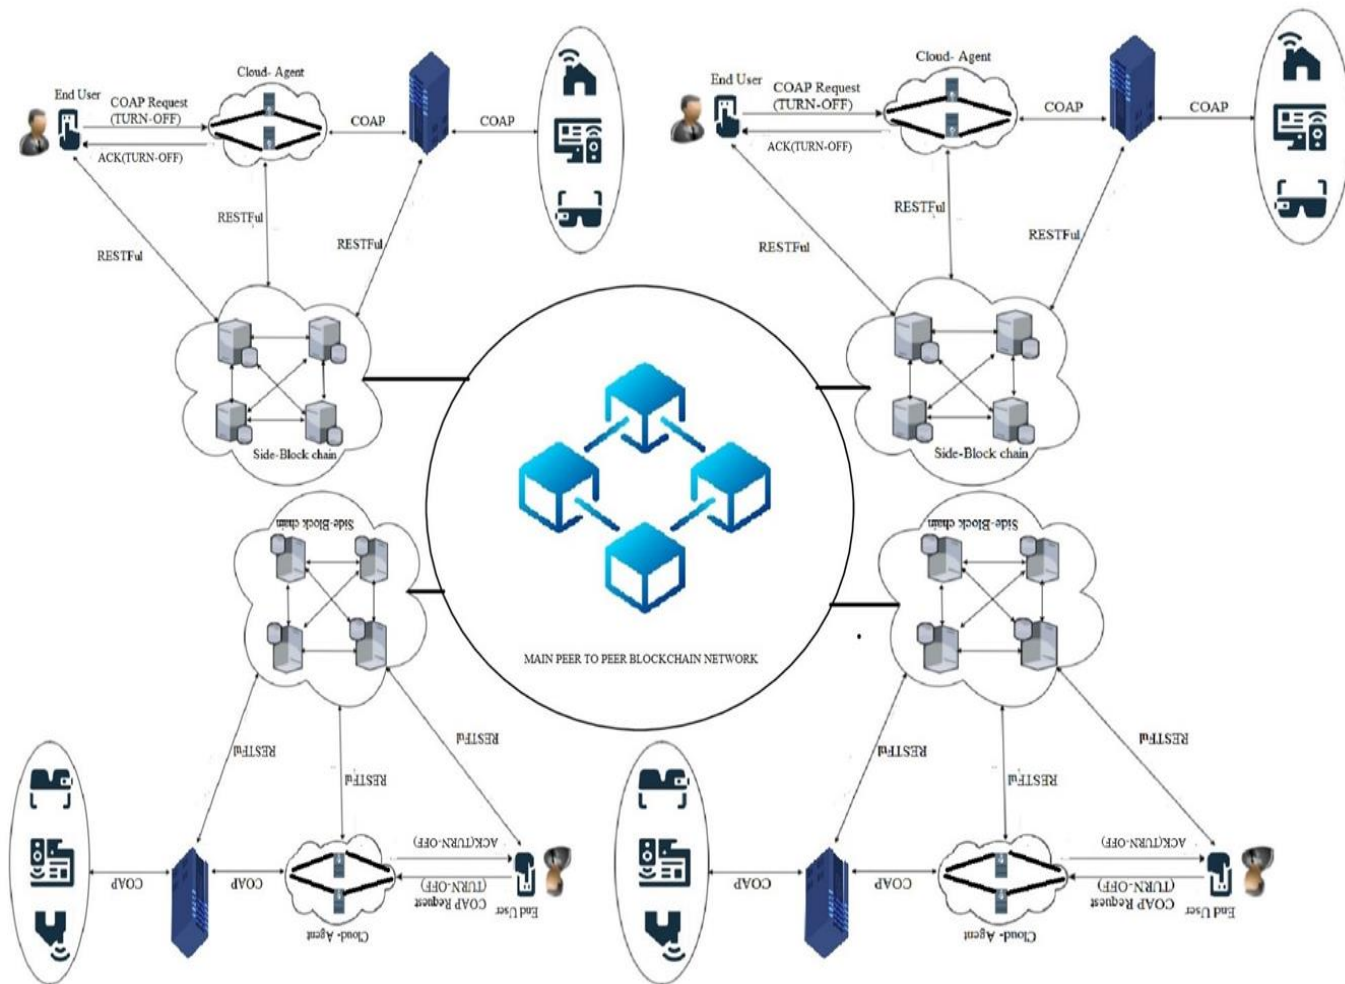 End User
COAP Request
(TURN-OFF)
ACK(TURN-OFF)
Cloud- Agent
COAP
COAP
RESTFul
RESTFul
RESTFul
Side-Block chain
End User
COAP Request
(TURN-OFF)
ACK(TURN-OFF)
Cloud- Agent
COAP
COAP
RESTFul
RESTFul
RESTFul
Side-Block chain
MAIN PEER TO PEER BLOCKCHAIN NETWORK
Side-Block chain
RESTFul
RESTFul
RESTFul
COAP
COAP
ACK(TURN-OFF)
COAP Request
(TURN-OFF)
End User
Cloud- Agent
Side-Block chain
RESTFul
RESTFul
RESTFul
COAP
COAP
ACK(TURN-OFF)
COAP Request
(TURN-OFF)
End User
Cloud- Agent